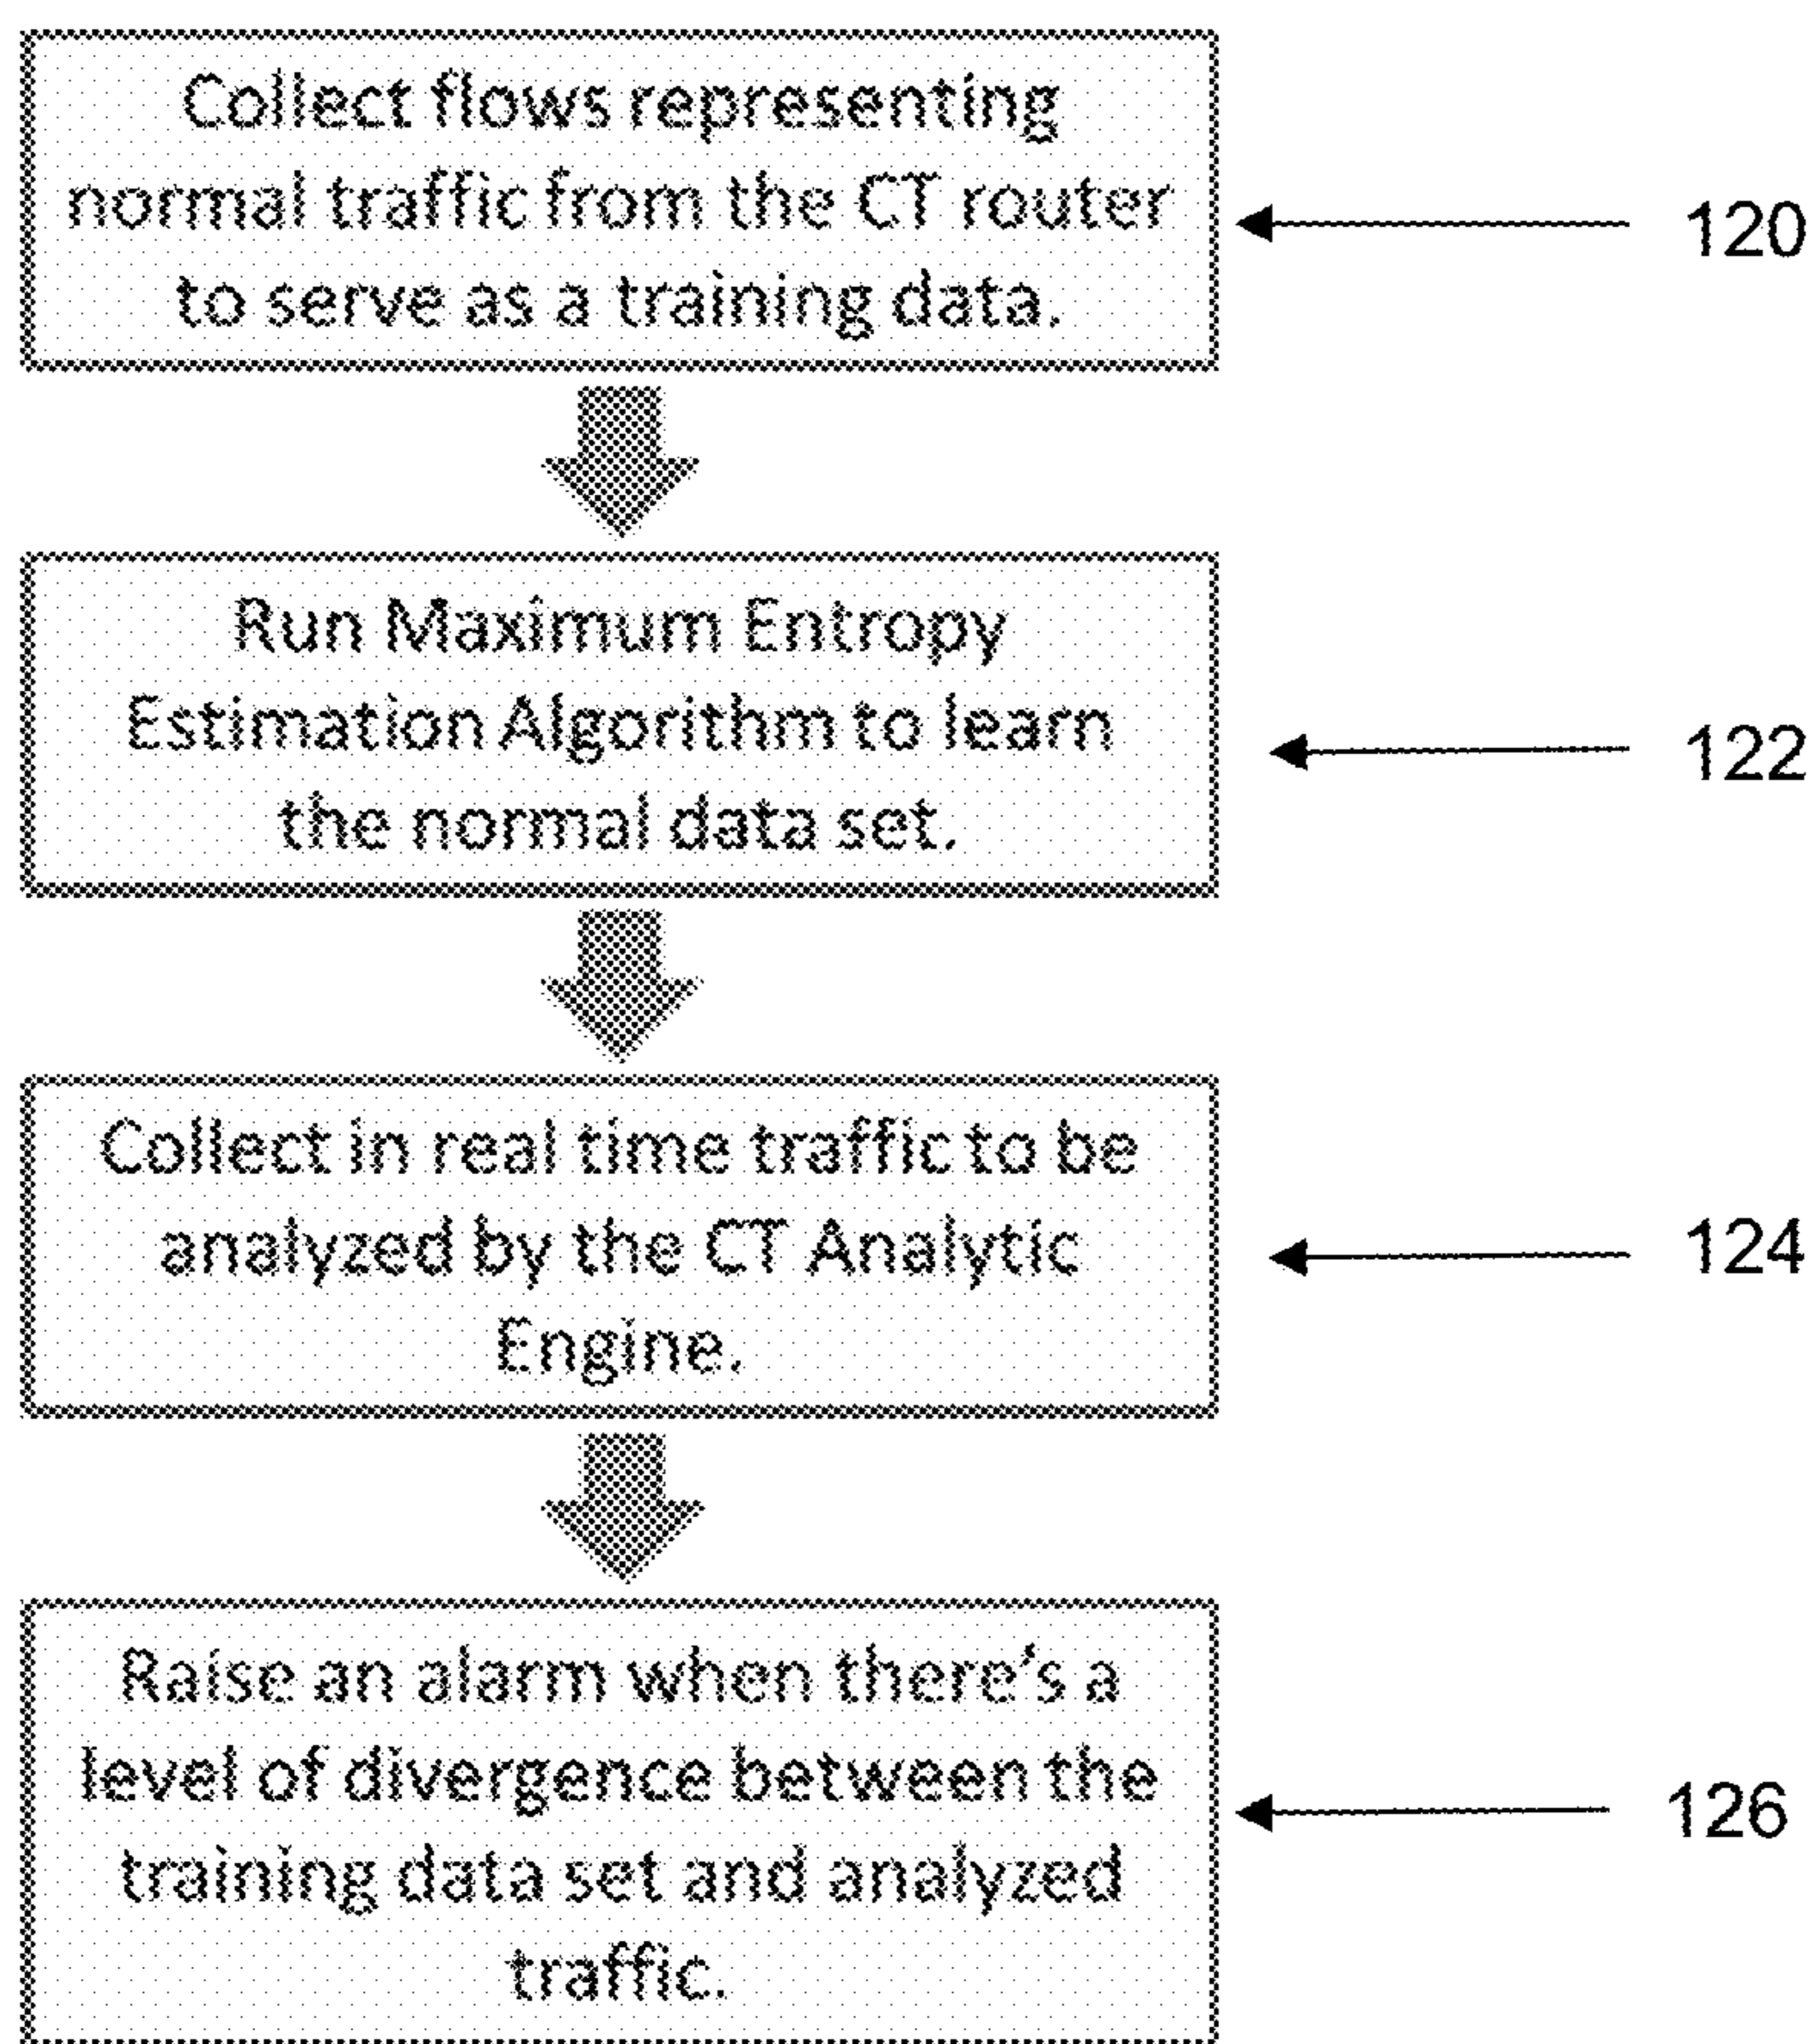 Collect flows representing
normal traffic from the CT router
to serve as a training data.
120
Run Maximum Entropy
Estimation Algorithm to learn
the normal data set.
122
Collect in real time traffic to be
analyzed by the CT Analytic
Engine.
124
Raise an alarm when there's a
level of divergence between the
training data set and analyzed
traffic.
126